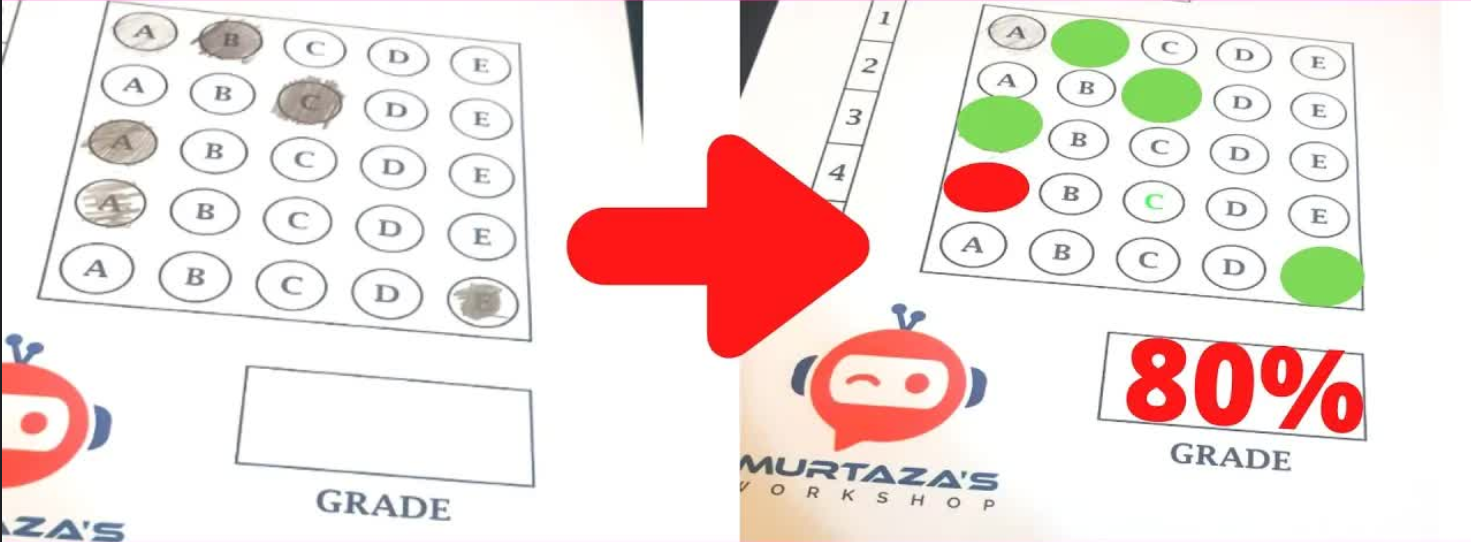 A B C D E
A B C D E
A B C D E
A B C D E
A B C D E
GRADE
AZA'S
1 A C D E
2 A B D E
3 B C D E
4 B C D E
A B C D
80%
GRADE
MURTAZA'S
WORKSHOP